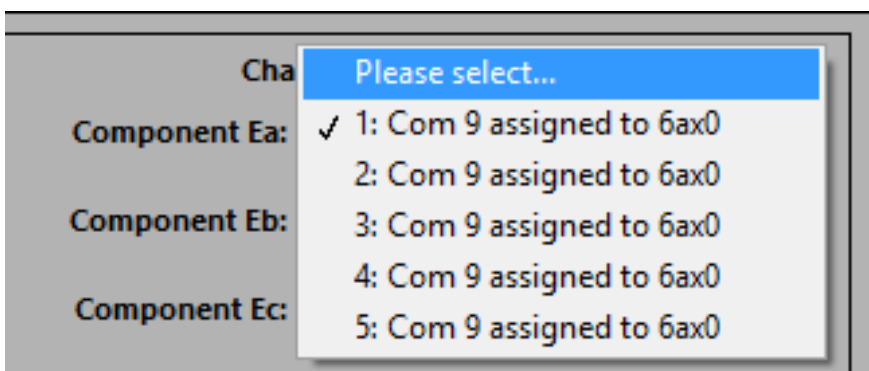 Cha
Please select...
Component Ea:
✓ 1: Com 9 assigned to 6ax0
2: Com 9 assigned to 6ax0
Component Eb:
3: Com 9 assigned to 6ax0
4: Com 9 assigned to 6ax0
Component Ec:
5: Com 9 assigned to 6ax0